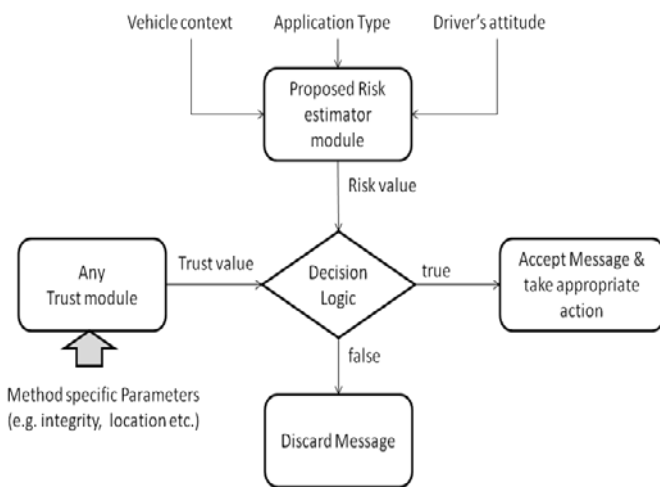 Vehicle context
Application Type
Driver's attitude
Proposed Risk
estimator
module
Risk value
Any
Trust module
Trust value
Decision
Logic
true
Accept Message &
take appropriate
action
false
Method specific Parameters
(e.g. integrity, location etc.)
Discard Message